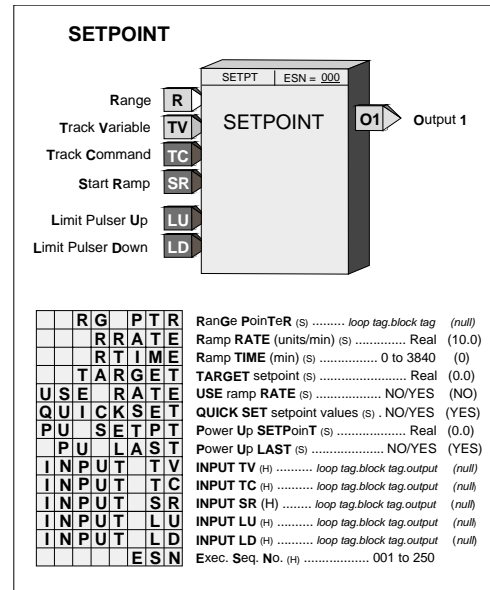 SETPOINT
SETPT ESN = 000
Range R
SETPOINT
O1 Output 1
Track Variable TV
Track Command TC
Start Ramp SR
Limit Pulser Up LU
Limit Pulser Down LD
RG PTR RanGe PoinTeR (S) ......... loop tag.block tag (null)
RRATE Ramp RATE (units/min) (S) .............. Real (10.0)
RTIME Ramp TIME (min) (S) ................ 0 to 3840 (0)
TARGET TARGET setpoint (S) ....................... Real (0.0)
USE RATE USE ramp RATE (S) .................. NO/YES (NO)
QUICKSET QUICK SET setpoint values (S) . NO/YES (YES)
PU SETPT Power Up SETPoinT (S) .................. Real (0.0)
PU LAST Power Up LAST (S) .................... NO/YES (YES)
INPUT TV INPUT TV (H) .......... loop tag.block tag.output (null)
INPUT TC INPUT TC (H) .......... loop tag.block tag.output (null)
INPUT SR INPUT SR (H) ........ loop tag.block tag.output (null)
INPUT LU INPUT LU (H) .......... loop tag.block tag.output (null)
INPUT LD INPUT LD (H) .......... loop tag.block tag.output (null)
ESN Exec. Seq. No. (H) .................. 001 to 250